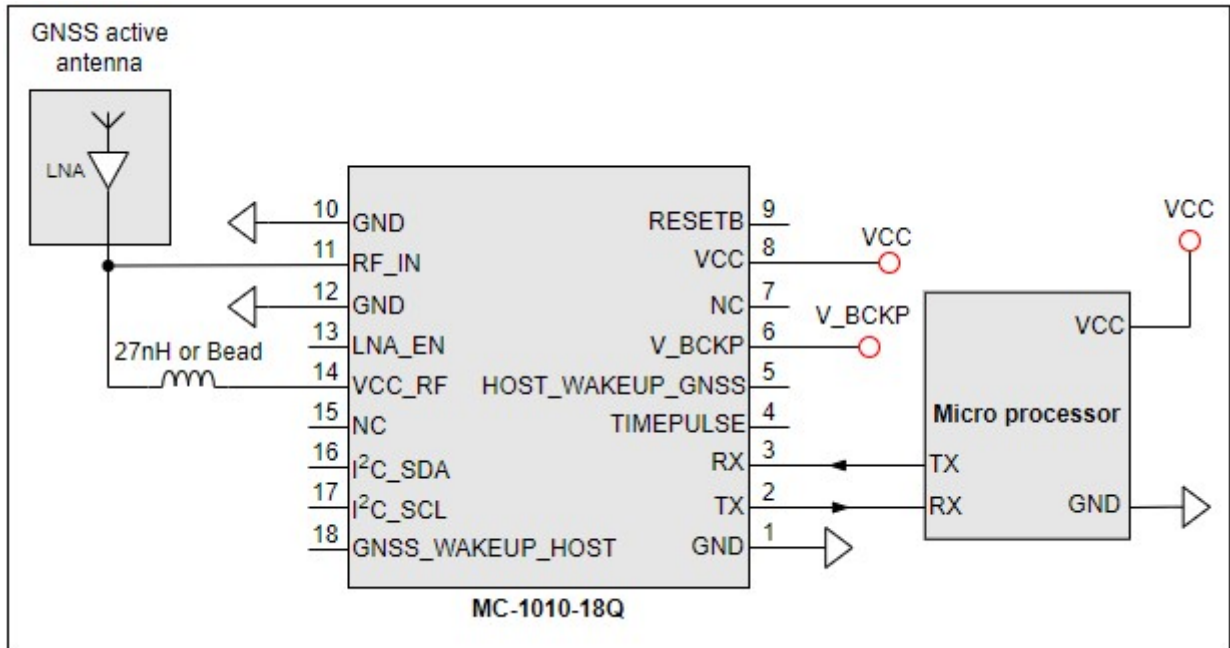 GNSS active
antenna
LNA
27nH or Bead
10 GND
11 RF_IN
12 GND
13 LNA_EN
14 VCC_RF
15 NC
16 I²C_SDA
17 I²C_SCL
18 GNSS_WAKEUP_HOST
RESETB 9
VCC 8
NC 7
V_BCKP 6
HOST_WAKEUP_GNSS 5
TIMEPULSE 4
RX 3
TX 2
GND 1
MC-1010-18Q
VCC
V_BCKP
VCC
VCC
Micro processor
TX
RX
GND